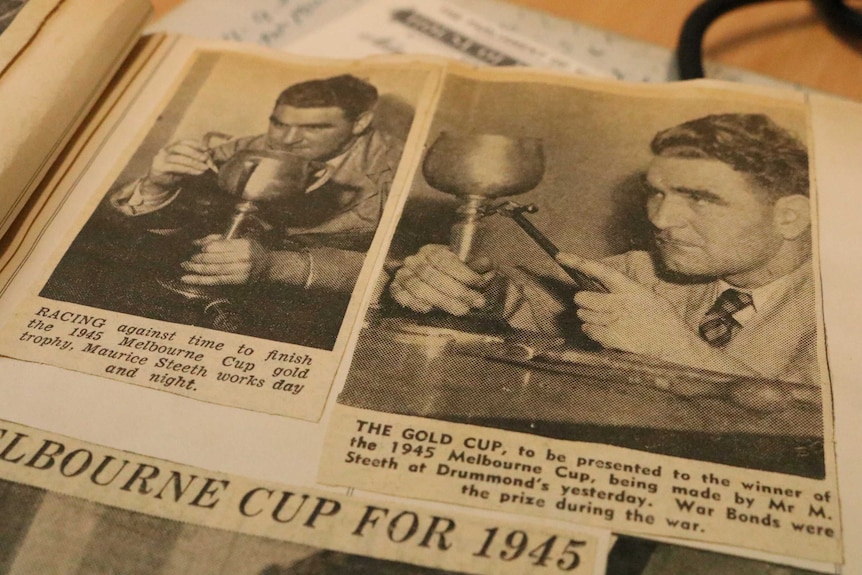 RACING against time to finish
the 1945 Melbourne Cup gold
trophy, Maurice Steeth works day
and night.
THE GOLD CUP, to be presented to the winner of
the 1945 Melbourne Cup, being made by Mr M.
Steeth at Drummond's yesterday. War Bonds were
the prize during the war.
ELBOURNE CUP FOR 1945